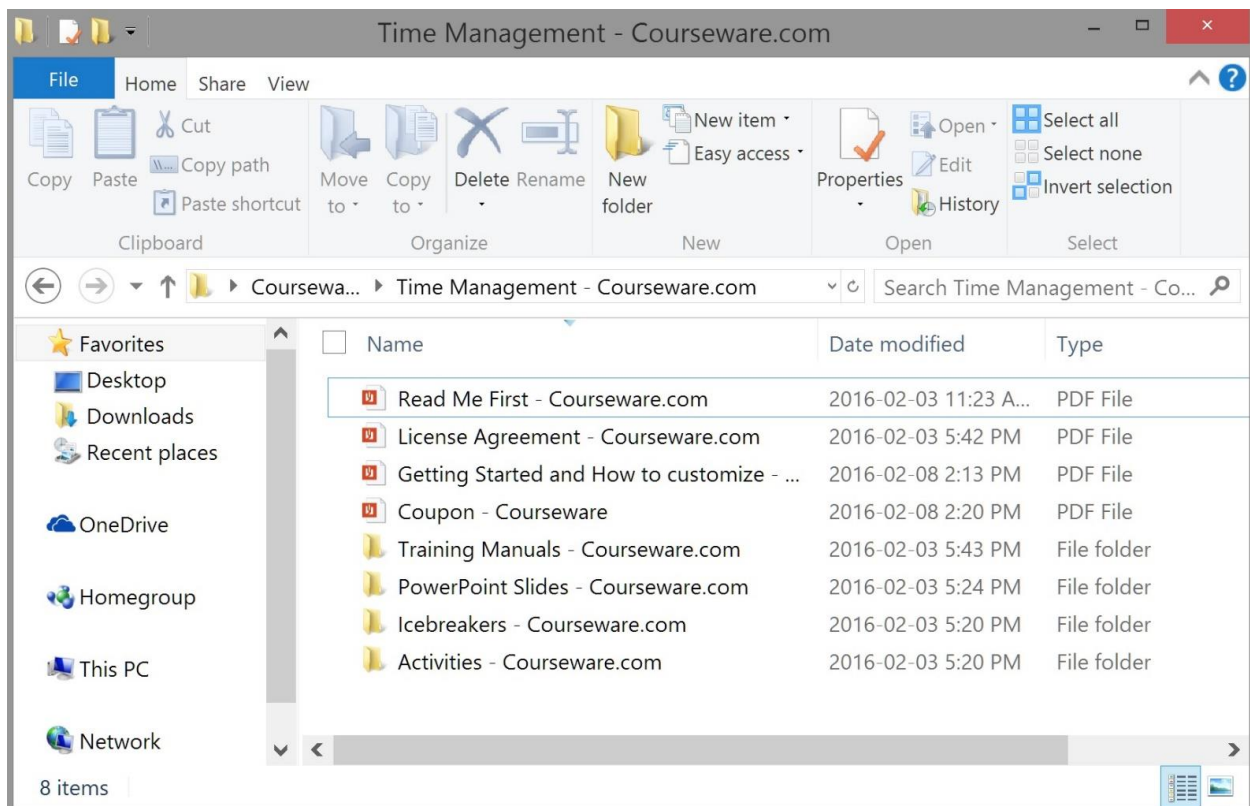 Time Management - Courseware.com
File Home Share View
Copy
Paste
Cut
Copy path
Paste shortcut
Clipboard
Move to
Copy to
Delete
Rename
Organize
New folder
New item
Easy access
New
Properties
Open
Edit
History
Open
Select all
Select none
Invert selection
Select
Coursewa... Time Management - Courseware.com
Search Time Management - Co...
Favorites
Desktop
Downloads
Recent places
OneDrive
Homegroup
This PC
Network
Name Date modified Type
Read Me First - Courseware.com 2016-02-03 11:23 A... PDF File
License Agreement - Courseware.com 2016-02-03 5:42 PM PDF File
Getting Started and How to customize - ... 2016-02-08 2:13 PM PDF File
Coupon - Courseware 2016-02-08 2:20 PM PDF File
Training Manuals - Courseware.com 2016-02-03 5:43 PM File folder
PowerPoint Slides - Courseware.com 2016-02-03 5:24 PM File folder
Icebreakers - Courseware.com 2016-02-03 5:20 PM File folder
Activities - Courseware.com 2016-02-03 5:20 PM File folder
8 items